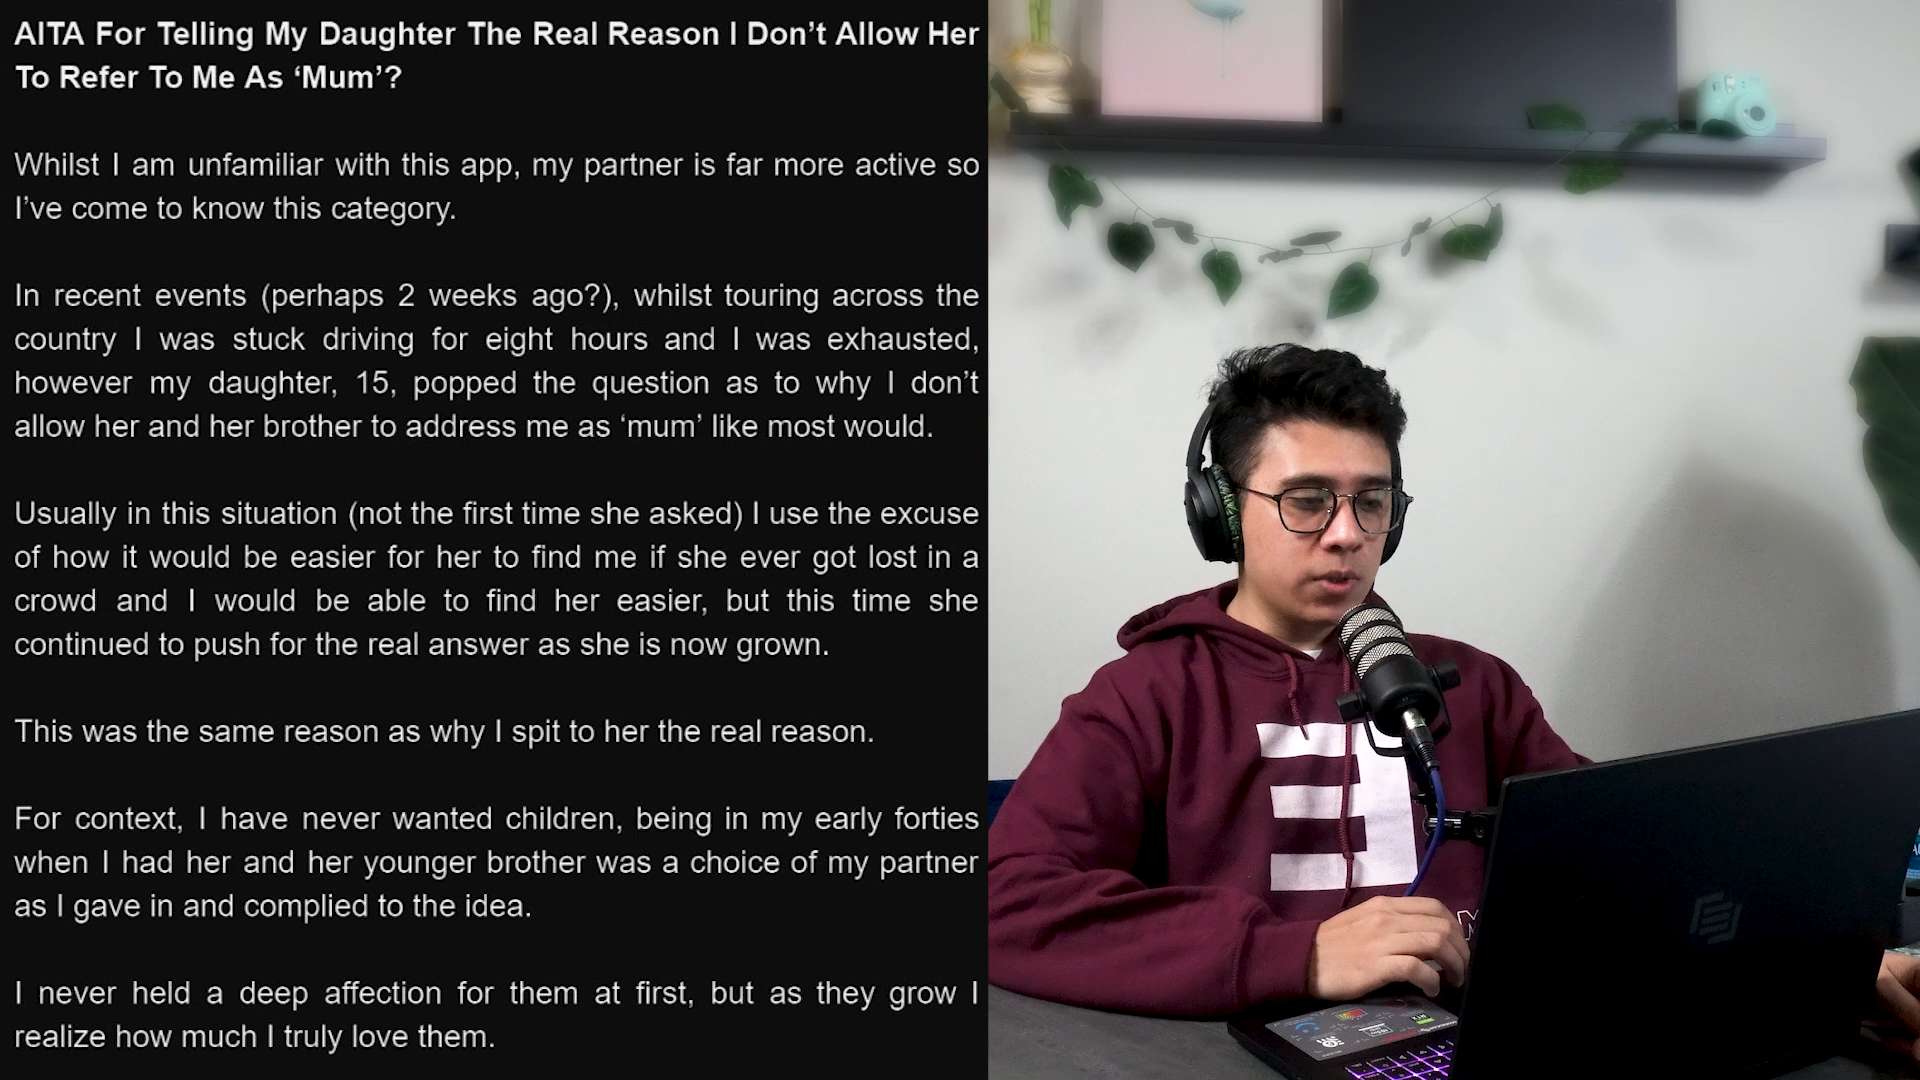 AITA For Telling My Daughter The Real Reason I Don’t Allow Her
To Refer To Me As ‘Mum’?
Whilst I am unfamiliar with this app, my partner is far more active so
I’ve come to know this category.
In recent events (perhaps 2 weeks ago?), whilst touring across the
country I was stuck driving for eight hours and I was exhausted,
however my daughter, 15, popped the question as to why I don’t
allow her and her brother to address me as ‘mum’ like most would.
Usually in this situation (not the first time she asked) I use the excuse
of how it would be easier for her to find me if she ever got lost in a
crowd and I would be able to find her easier, but this time she
continued to push for the real answer as she is now grown.
This was the same reason as why I spit to her the real reason.
For context, I have never wanted children, being in my early forties
when I had her and her younger brother was a choice of my partner
as I gave in and complied to the idea.
I never held a deep affection for them at first, but as they grow I
realize how much I truly love them.